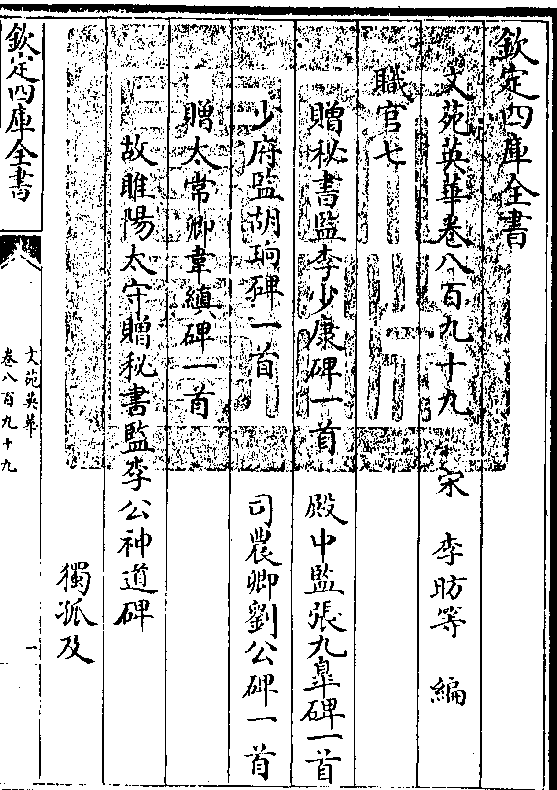 欽定四庫全書
文苑英華卷八百九十九　宋　李昉等　編
職官七
贈秘書監李少康碑一首　殿中監張九臯碑一首
少府監胡珦碑一首　司農卿劉公碑一首
贈太常卿韋縝碑一首
故睢陽太守贈秘書監李公神道碑
獨孤及
欽定四庫全書
文苑英華
卷八百九十九
一